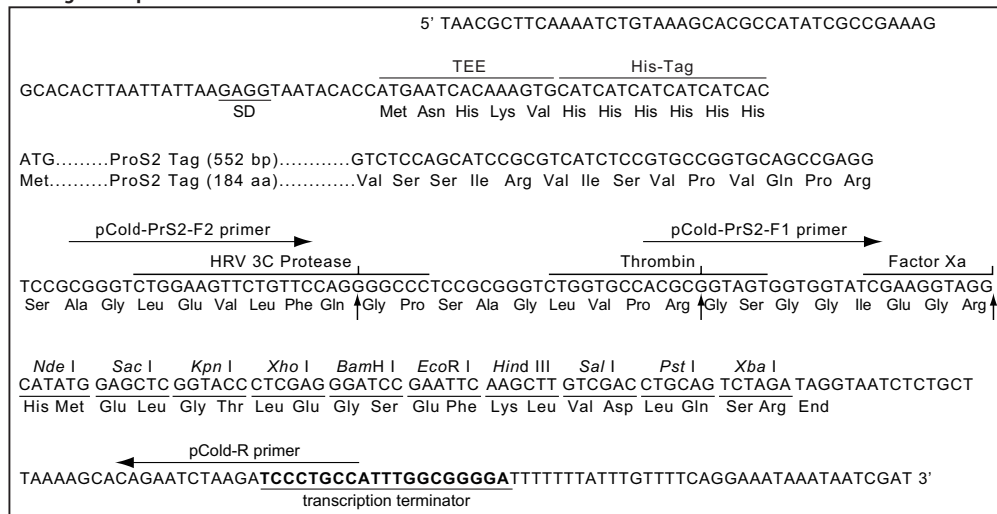 5' TAACGCTTCAAAATCTGTAAAGCACGCCATATCGCCGAAAG
TEE His-Tag
GCACACTTAATTATTAAGAGGTAATACACCATGAATCACAAAGTGCATCATCATCATCATCAC
SD Met Asn His Lys Val His His His His His His
ATG.........ProS2 Tag (552 bp)............GTCTCCAGCATCCGCGTCATCTCCGTGCCGGTGCAGCCGAGG
Met.........ProS2 Tag (184 aa).............Val Ser Ser Ile Arg Val Ile Ser Val Pro Val Gln Pro Arg
pCold-PrS2-F2 primer pCold-PrS2-F1 primer
HRV 3C Protease Thrombin Factor Xa
TCCGCGGGTCTGGAAGTTCTGTTCCAGGGGCCCTCCGCGGGTCTGGTGCCACGCGGTAGTGGTGGTATCGAAGGTAGG
Ser Ala Gly Leu Glu Val Leu Phe Gln Gly Pro Ser Ala Gly Leu Val Pro Arg Gly Ser Gly Gly Ile Glu Gly Arg
Nde I Sac I Kpn I Xho I BamH I EcoR I Hind III Sal I Pst I Xba I
CATATG GAGCTC GGTACC CTCGAG GGATCC GAATTC AAGCTT GTCGAC CTGCAG TCTAGA TAGGTAATCTCTGCT
His Met Glu Leu Gly Thr Leu Glu Gly Ser Glu Phe Lys Leu Val Asp Leu Gln Ser Arg End
pCold-R primer
TAAAAGCACAGAATCTAAGATCCCTGCCATTTGGCGGGGATTTTTTTATTTGTTTTCAGGAAATAAATAATCGAT 3'
transcription terminator